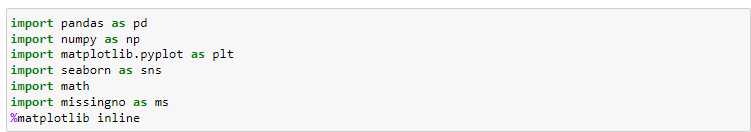 import pandas as pd
import numpy as np
import matplotlib.pyplot as plt
import seaborn as sns
import math
import missingno as ms
%matplotlib inline